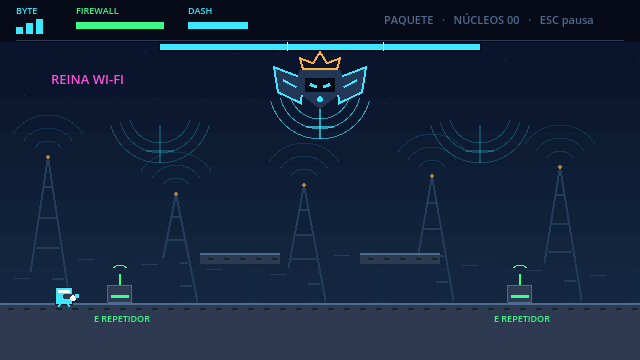 BYTE
FIREWALL
DASH
PAQUETE · NÚCLEOS 00 · ESC pausa
REINA WI-FI
E REPETIDOR
E REPETIDOR